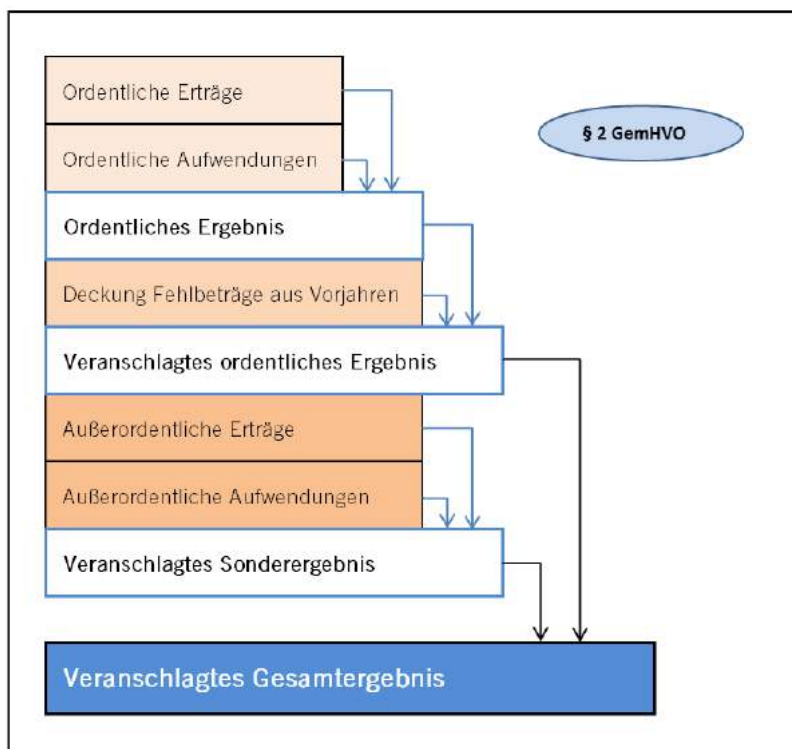 Ordentliche Erträge
§ 2 GemHVO
Ordentliche Aufwendungen
Ordentliches Ergebnis
Deckung Fehlbeträge aus Vorjahren
Veranschlagtes ordentliches Ergebnis
Außerordentliche Erträge
Außerordentliche Aufwendungen
Veranschlagtes Sonderergebnis
Veranschlagtes Gesamtergebnis